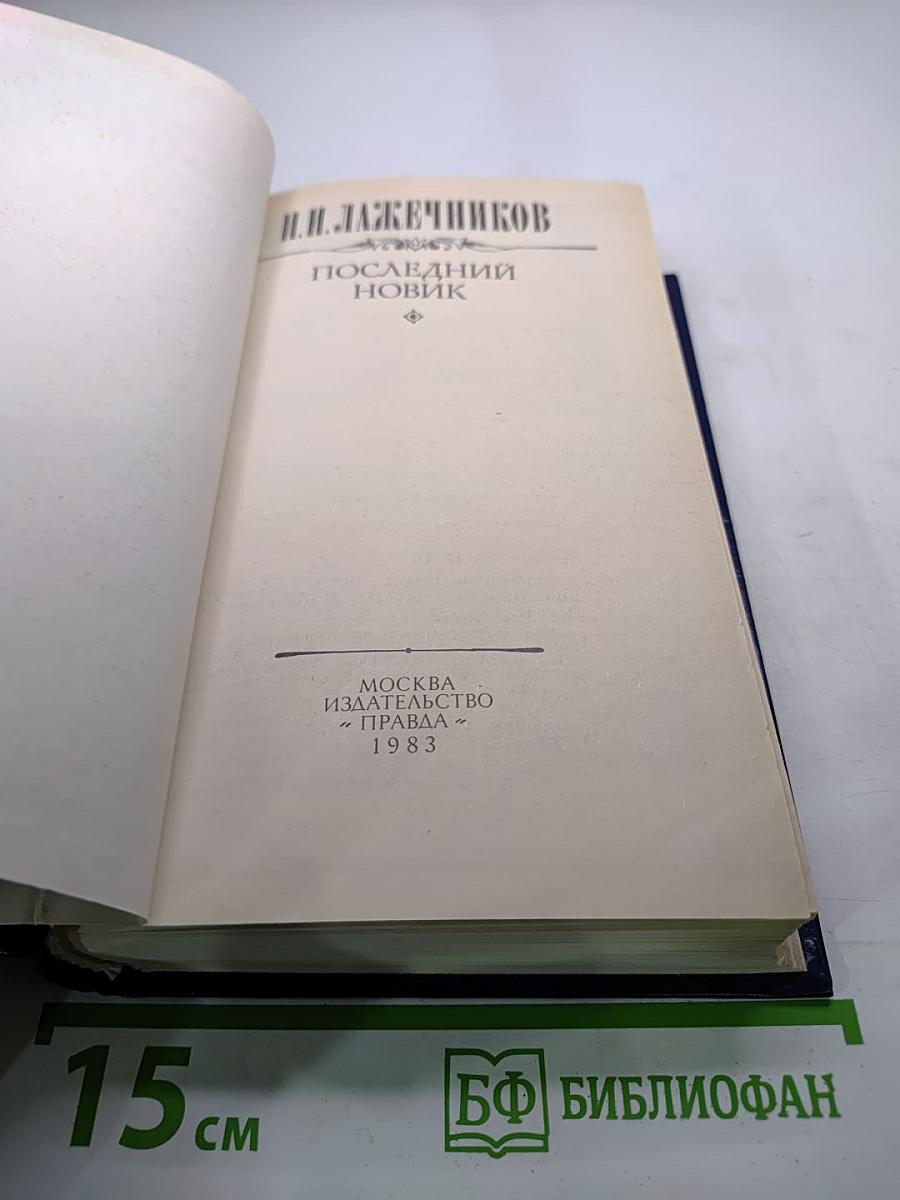 И.И. ЛАЖЕЧНИКОВ
ПОСЛЕДНИЙ
НОВИК
МОСКВА
ИЗДАТЕЛЬСТВО
„ ПРАВДА “
1983
15 см
БФ БИБЛИОФАН